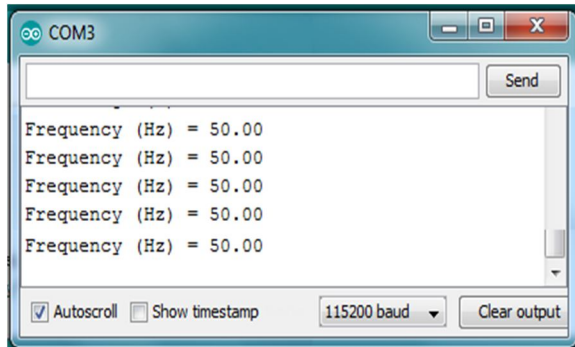 COM3
Send
Frequency (Hz) = 50.00
Frequency (Hz) = 50.00
Frequency (Hz) = 50.00
Frequency (Hz) = 50.00
Frequency (Hz) = 50.00
Autoscroll Show timestamp 115200 baud Clear output